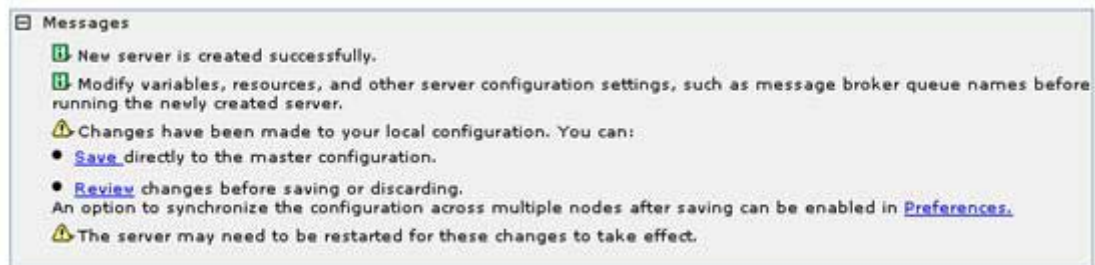 Messages
New server is created successfully.
Modify variables, resources, and other server configuration settings, such as message broker queue names before
running the newly created server.
Changes have been made to your local configuration. You can:
• Save directly to the master configuration.
• Review changes before saving or discarding.
An option to synchronize the configuration across multiple nodes after saving can be enabled in Preferences.
The server may need to be restarted for these changes to take effect.